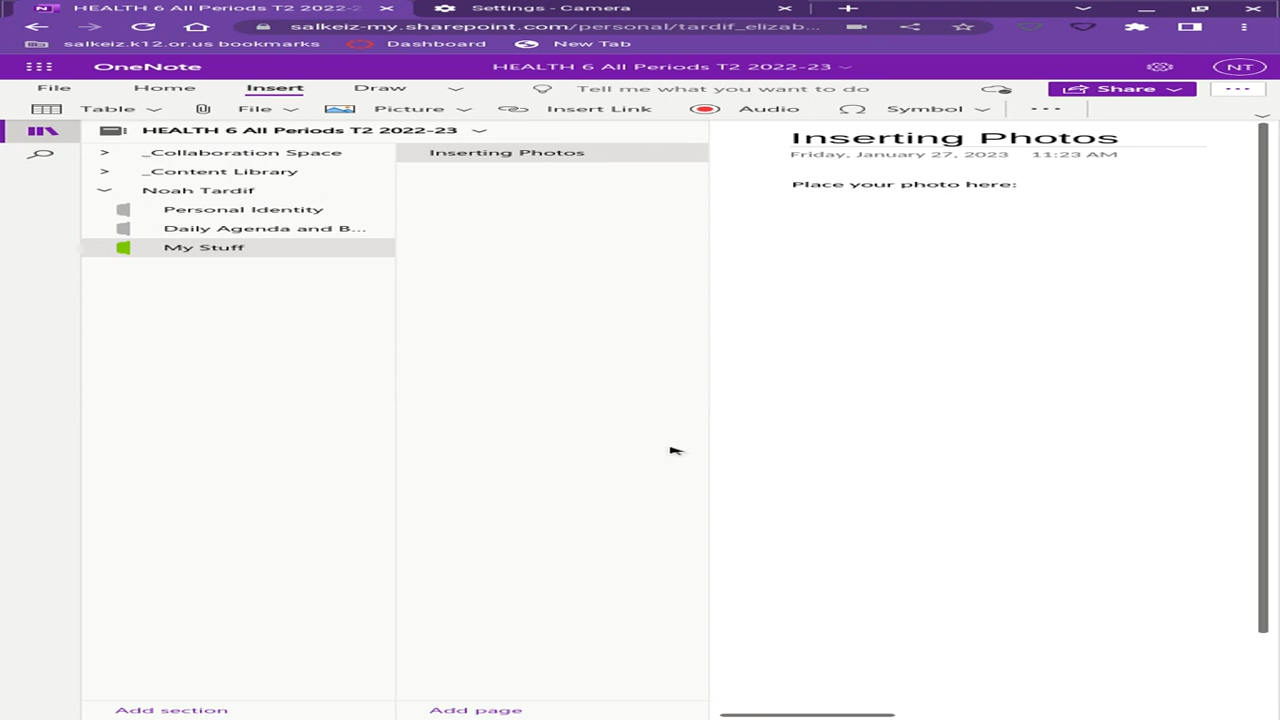 HEALTH 6 All Periods T2 2022-2
Settings - Camera
salkeiz-my.sharepoint.com/personal/tardif_elizab...
salkeiz.k12.or.us bookmarks
Dashboard
New Tab
OneNote
HEALTH 6 All Periods T2 2022-23
NT
File
Home
Insert
Draw
Tell me what you want to do
Share
Table
File
Picture
Insert Link
Audio
Symbol
HEALTH 6 All Periods T2 2022-23
_Collaboration Space
_Content Library
Noah Tardif
Personal Identity
Daily Agenda and B...
My Stuff
Add section
Inserting Photos
Add page
Inserting Photos
Friday, January 27, 2023 11:23 AM
Place your photo here: